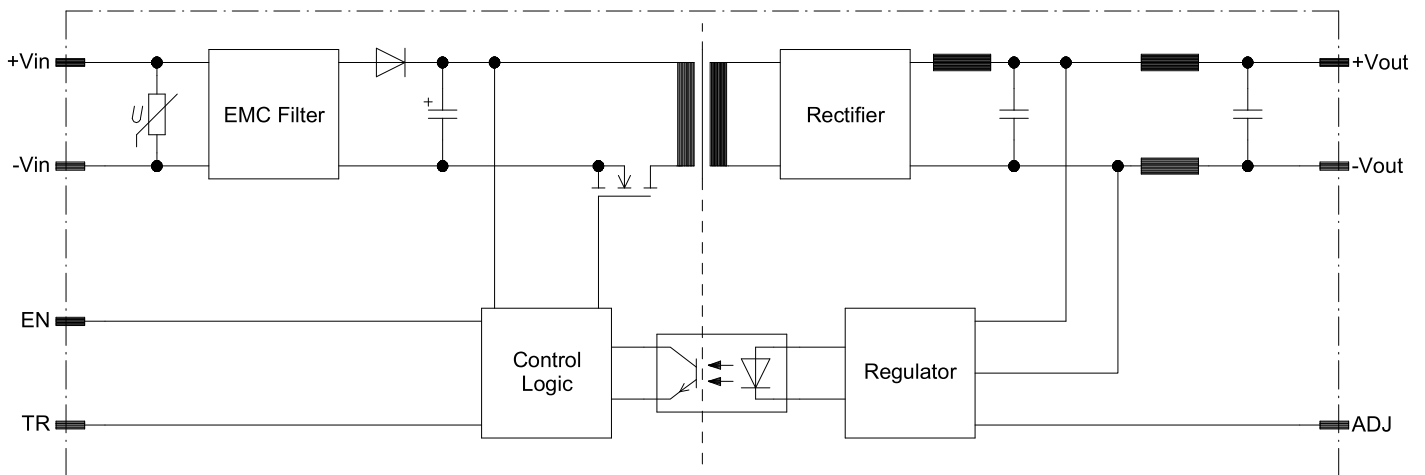 +Vin
+Vout
U
EMC Filter
+
Rectifier
-Vin
-Vout
EN
Control
Logic
Regulator
TR
ADJ